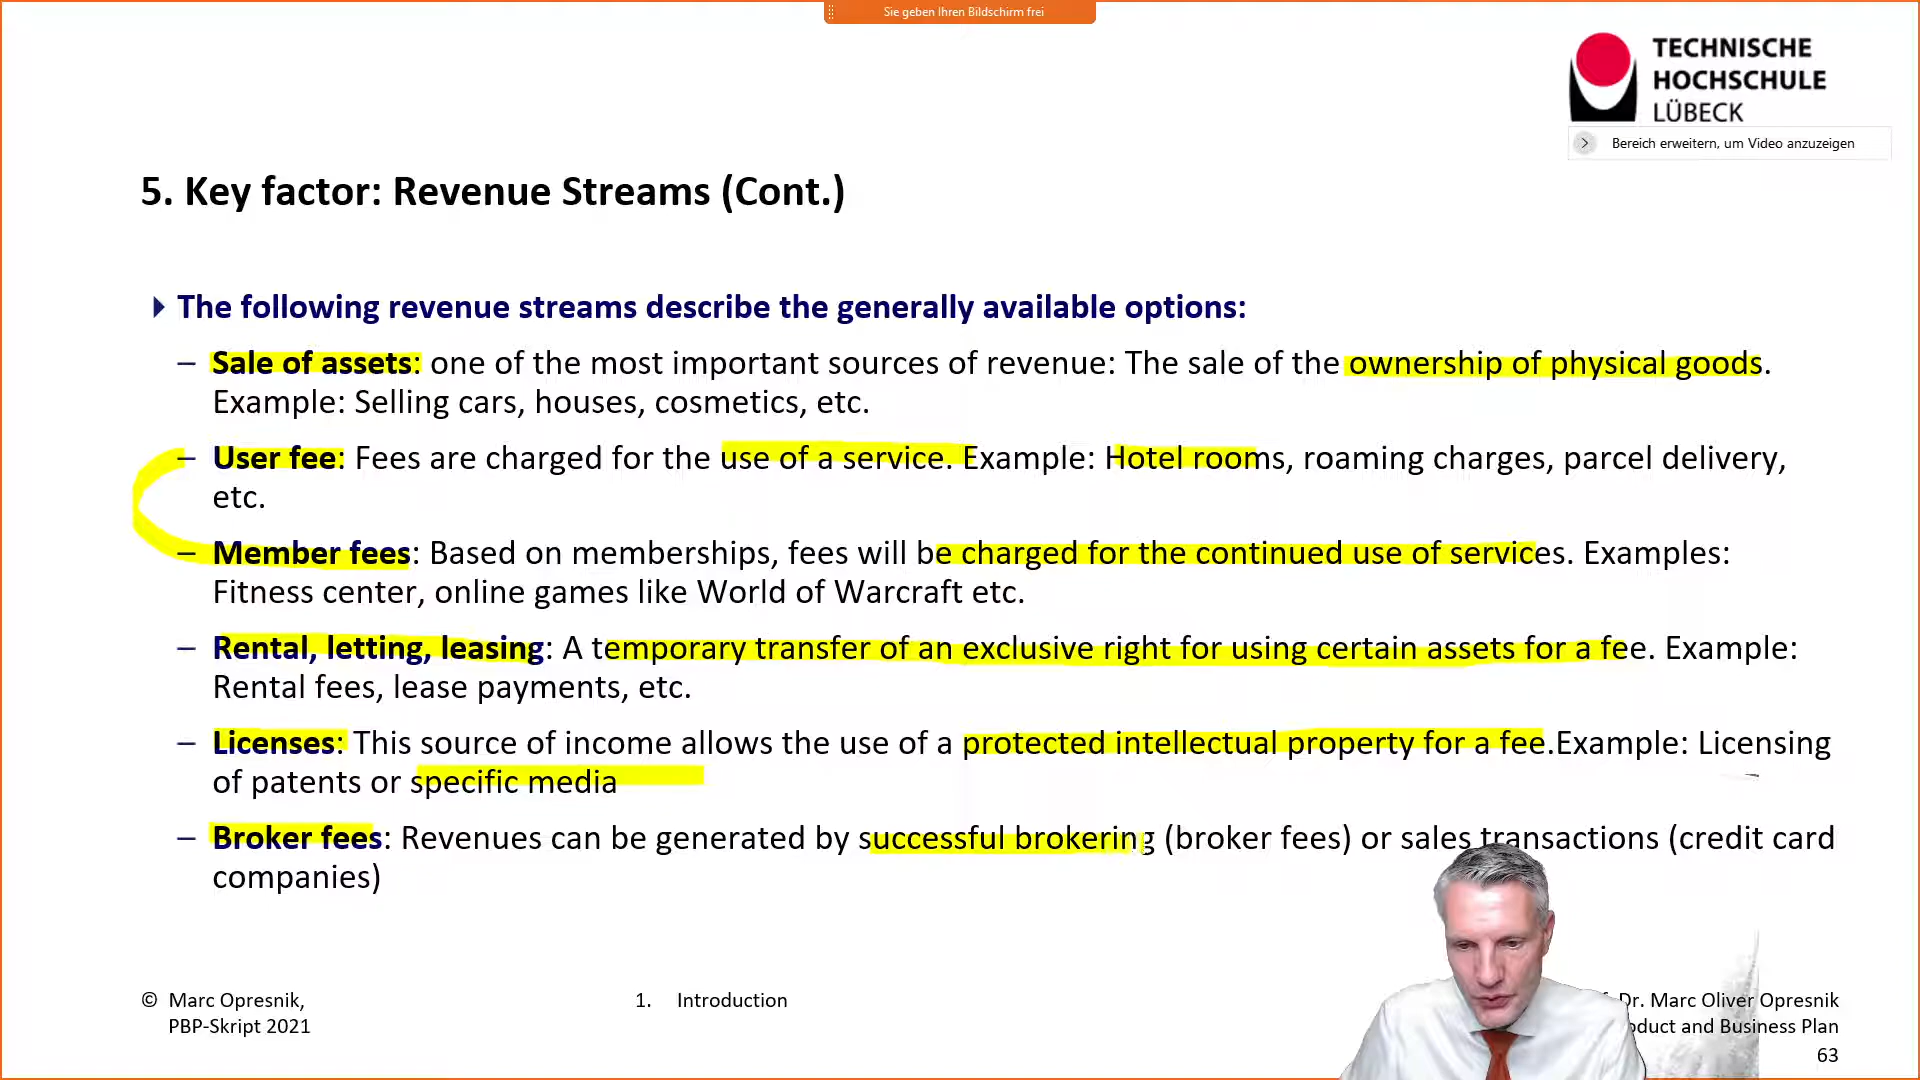 Sie geben Ihren Bildschirm frei
TECHNISCHE
HOCHSCHULE
LÜBECK
Bereich erweitern, um Video anzuzeigen
5. Key factor: Revenue Streams (Cont.)
The following revenue streams describe the generally available options:
– Sale of assets: one of the most important sources of revenue: The sale of the ownership of physical goods.
Example: Selling cars, houses, cosmetics, etc.
– User fee: Fees are charged for the use of a service. Example: Hotel rooms, roaming charges, parcel delivery,
etc.
– Member fees: Based on memberships, fees will be charged for the continued use of services. Examples:
Fitness center, online games like World of Warcraft etc.
– Rental, letting, leasing: A temporary transfer of an exclusive right for using certain assets for a fee. Example:
Rental fees, lease payments, etc.
– Licenses: This source of income allows the use of a protected intellectual property for a fee.Example: Licensing
of patents or specific media
– Broker fees: Revenues can be generated by successful brokering (broker fees) or sales transactions (credit card
companies)
© Marc Opresnik,
PBP-Skript 2021
1. Introduction
Dr. Marc Oliver Opresnik
and Business Plan
63